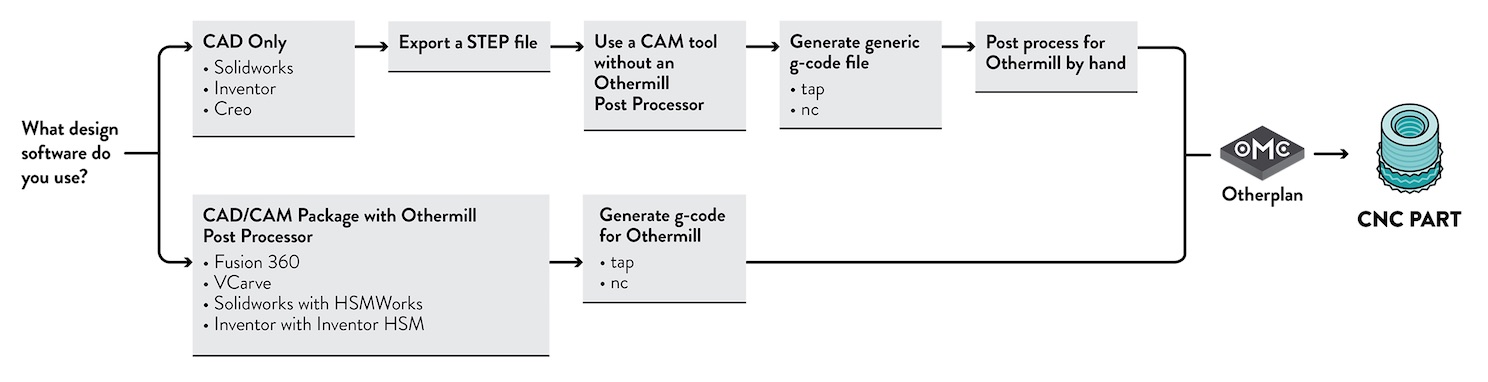 What design
software do
you use?
CAD Only
• Solidworks
• Inventor
• Creo
Export a STEP file
Use a CAM tool
without an
Othermill
Post Processor
Generate generic
g-code file
• tap
• nc
Post process for
Othermill by hand
CAD/CAM Package with Othermill
Post Processor
• Fusion 360
• VCarve
• Solidworks with HSMWorks
• Inventor with Inventor HSM
Generate g-code
for Othermill
• tap
• nc
OMC
Otherplan
CNC PART